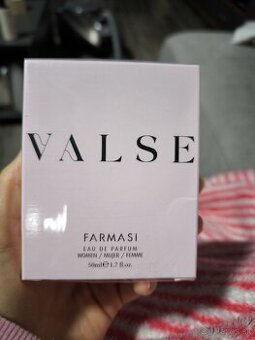 VALSE
FARMASi
EAU DE PARFUM
WOMEN / MUJER / FEMME
50ml℮1.7 fl.oz.